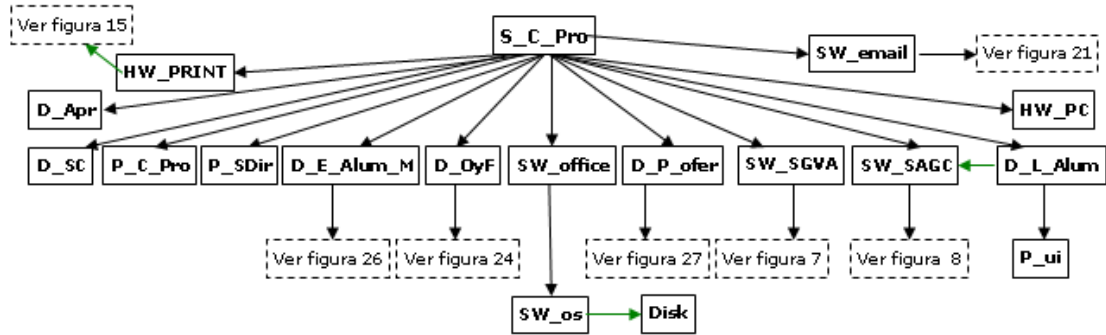 Ver figura 15
S_C_Pro
SW_email
Ver figura 21
HW_PRINT
D_Apr
HW_PC
D_SC
P_C_Pro
P_SDir
D_E_Alum_M
D_OyF
SW_office
D_P_ofer
SW_SGVA
SW_SAGC
D_L_Alum
Ver figura 26
Ver figura 24
Ver figura 27
Ver figura 7
Ver figura 8
P_ui
SW_os
Disk